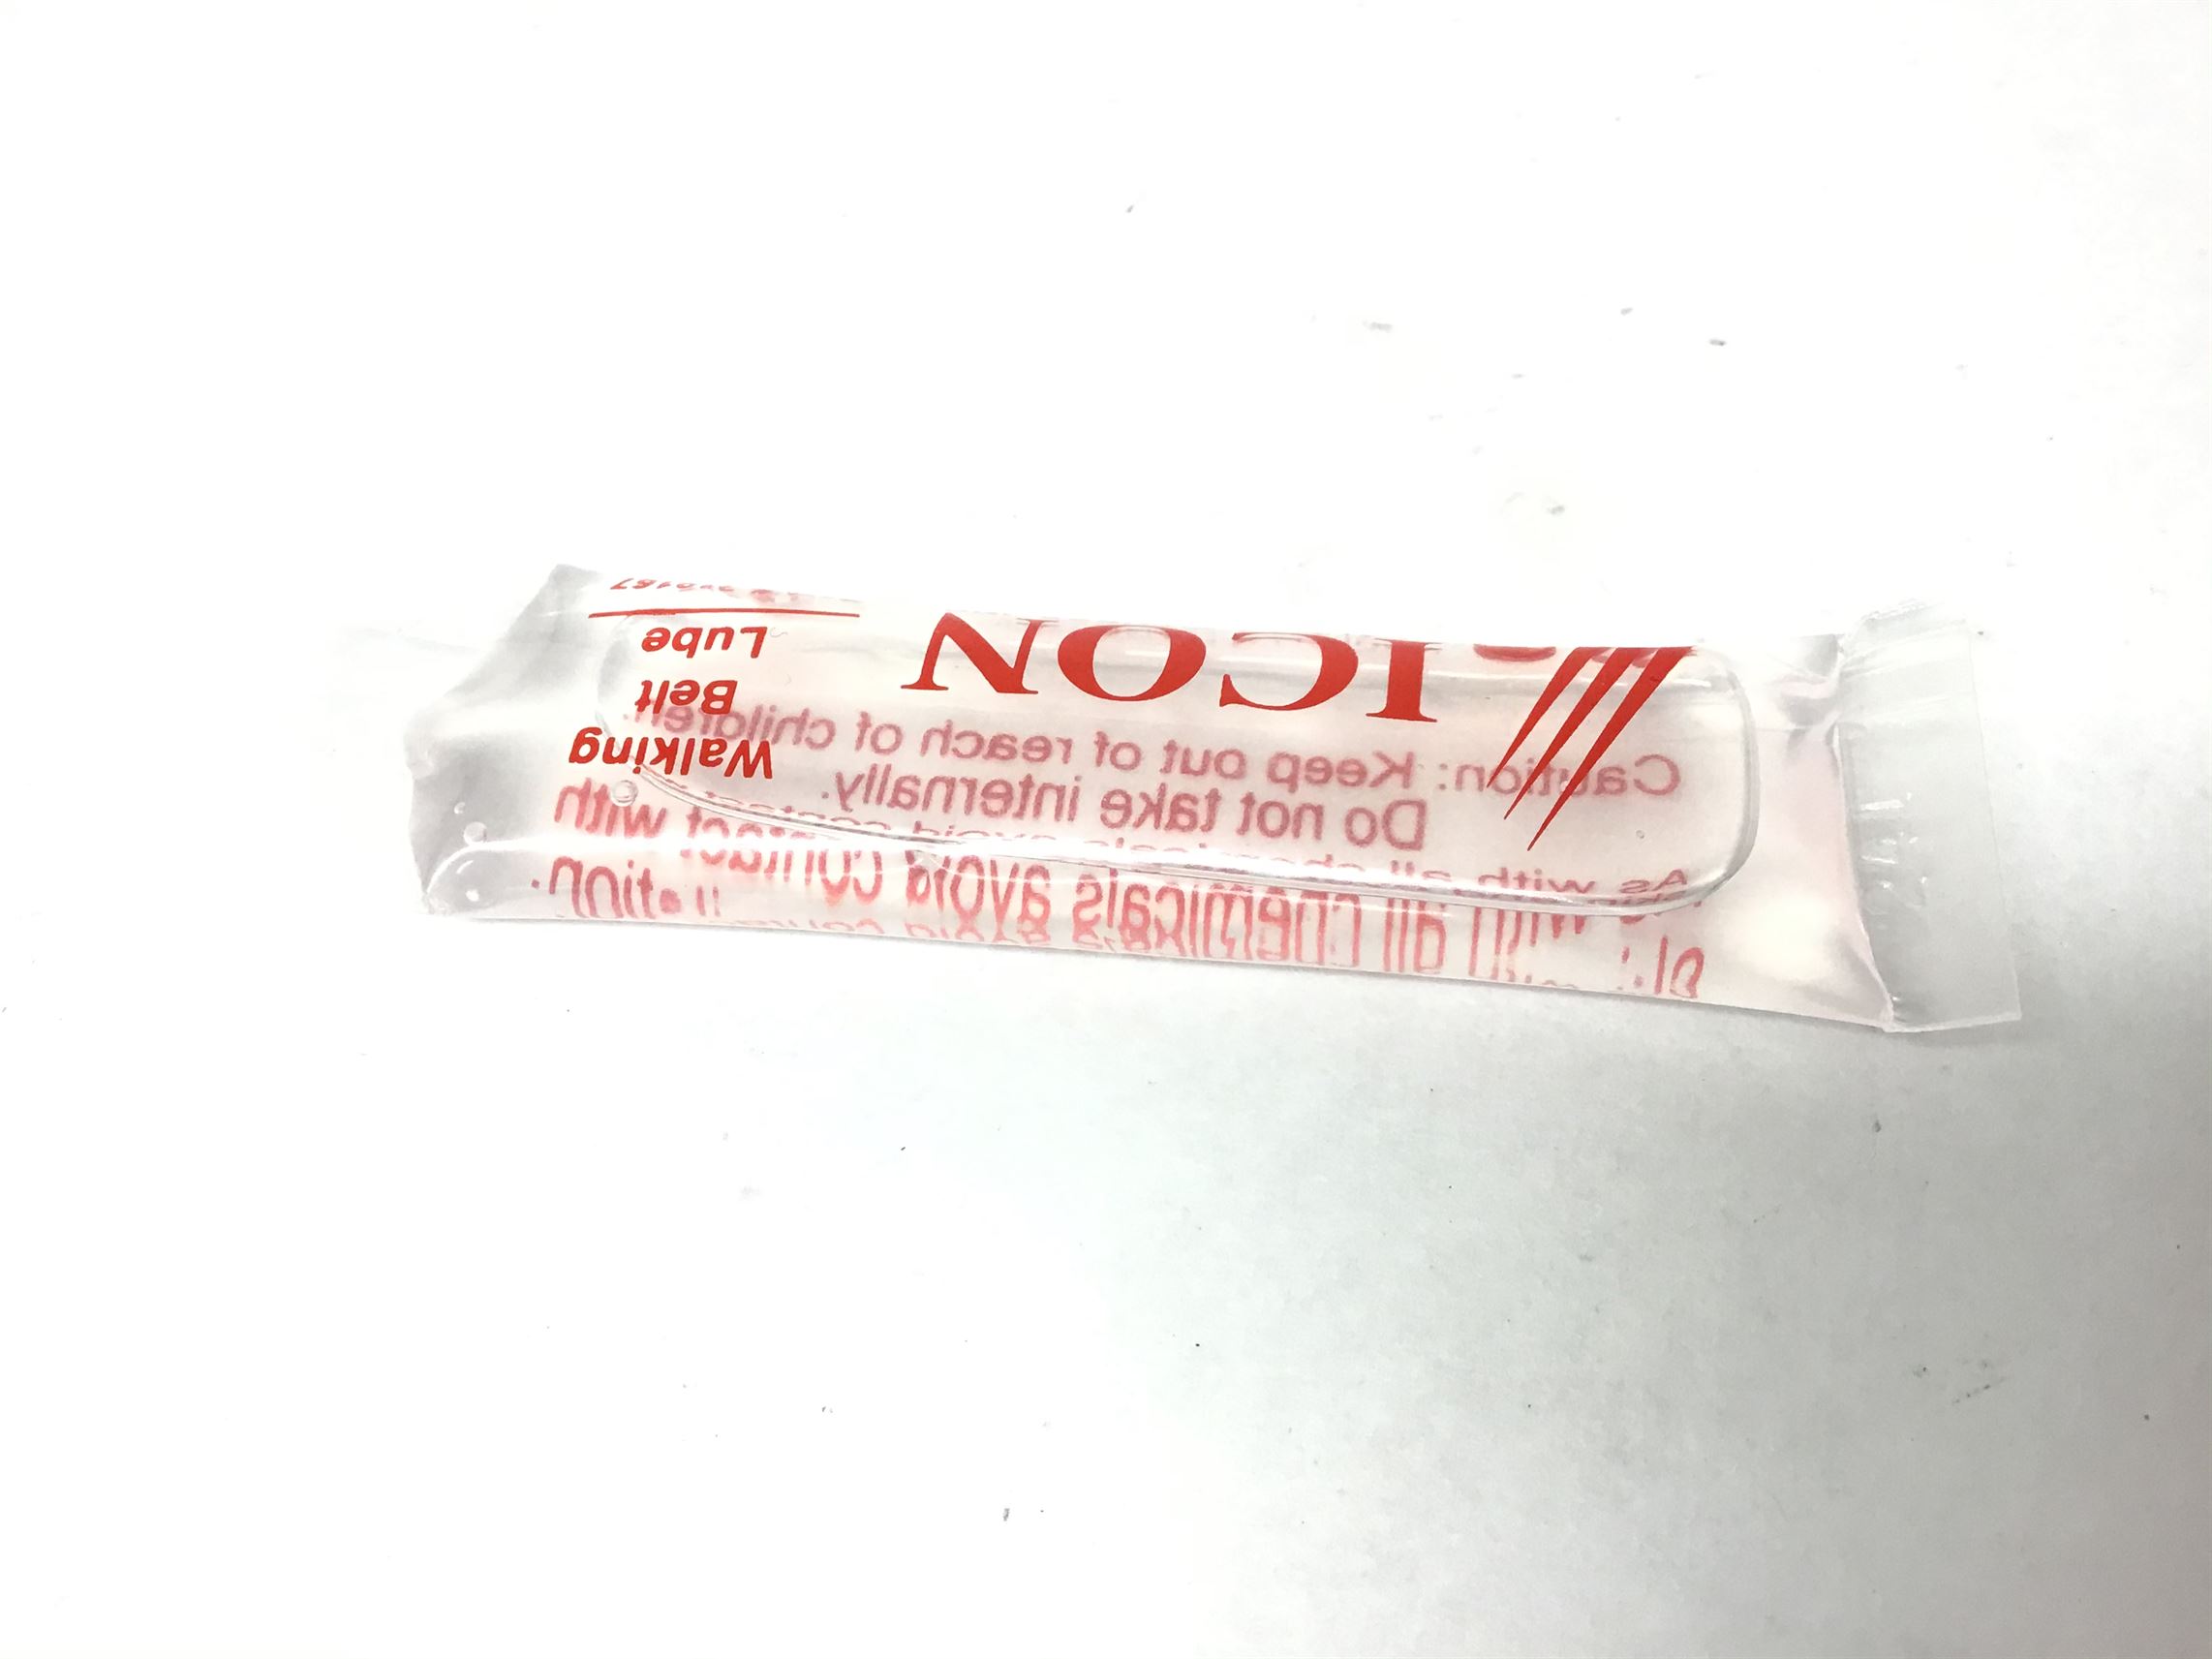 ICON
Walking
Belt
Lube
Caution: Keep out of reach of children.
Do not take internally.
As with all chemicals avoid contact with